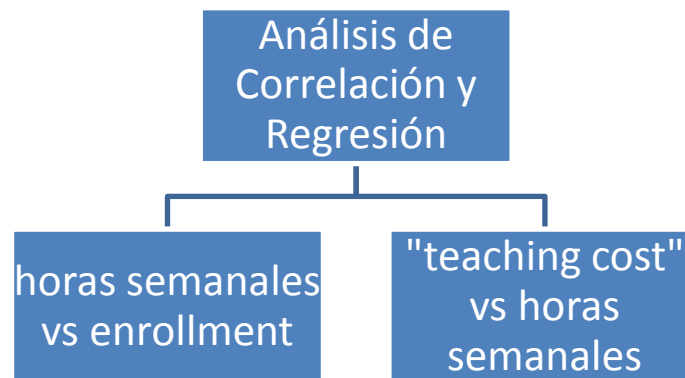 Análisis de
Correlación y
Regresión
horas semanales
vs enrollment
"teaching cost"
vs horas
semanales